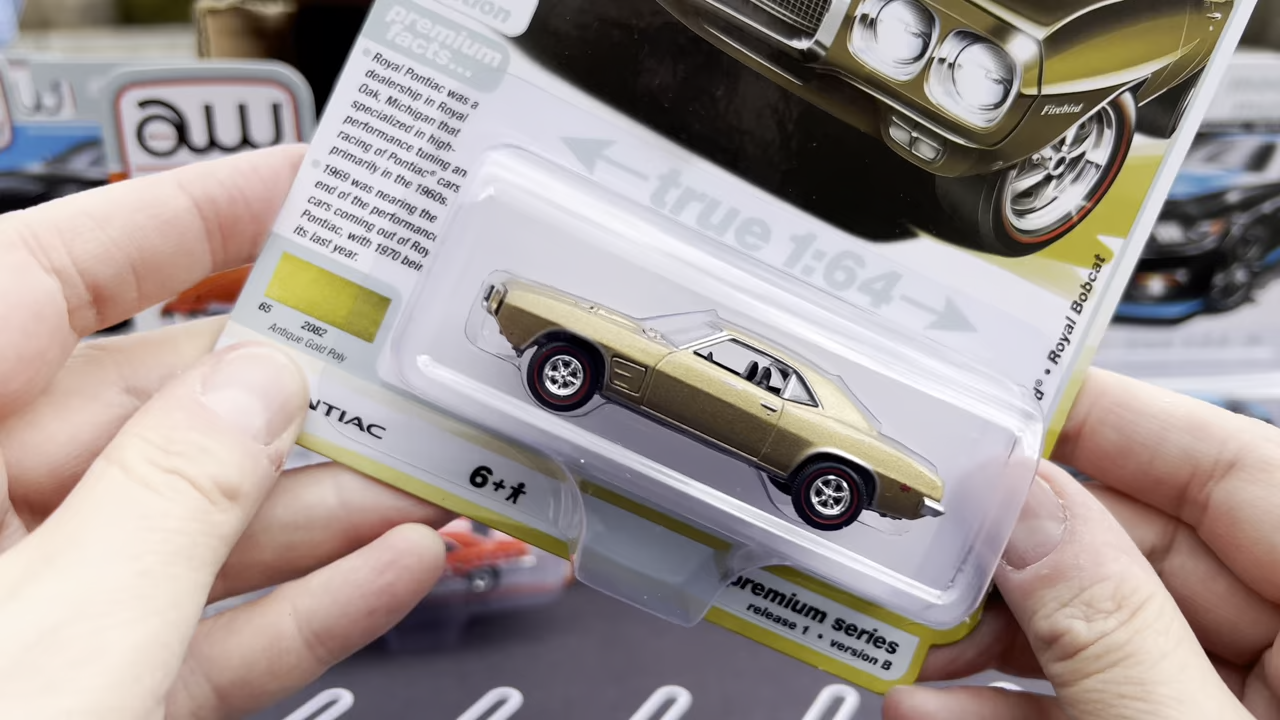 premium
facts...
Royal Pontiac was a
dealership in Royal
Oak, Michigan that
specialized in high-
performance tuning an
racing of Pontiac® cars
primarily in the 1960s.
1969 was nearing the
end of the performanc
cars coming out of Roy
Pontiac, with 1970 bein
its last year.
aw
Firebird
true 1:64
d® • Royal Bobcat
65 2082
Antique Gold Poly
NTIAC
6+
premium series
release 1 • version B